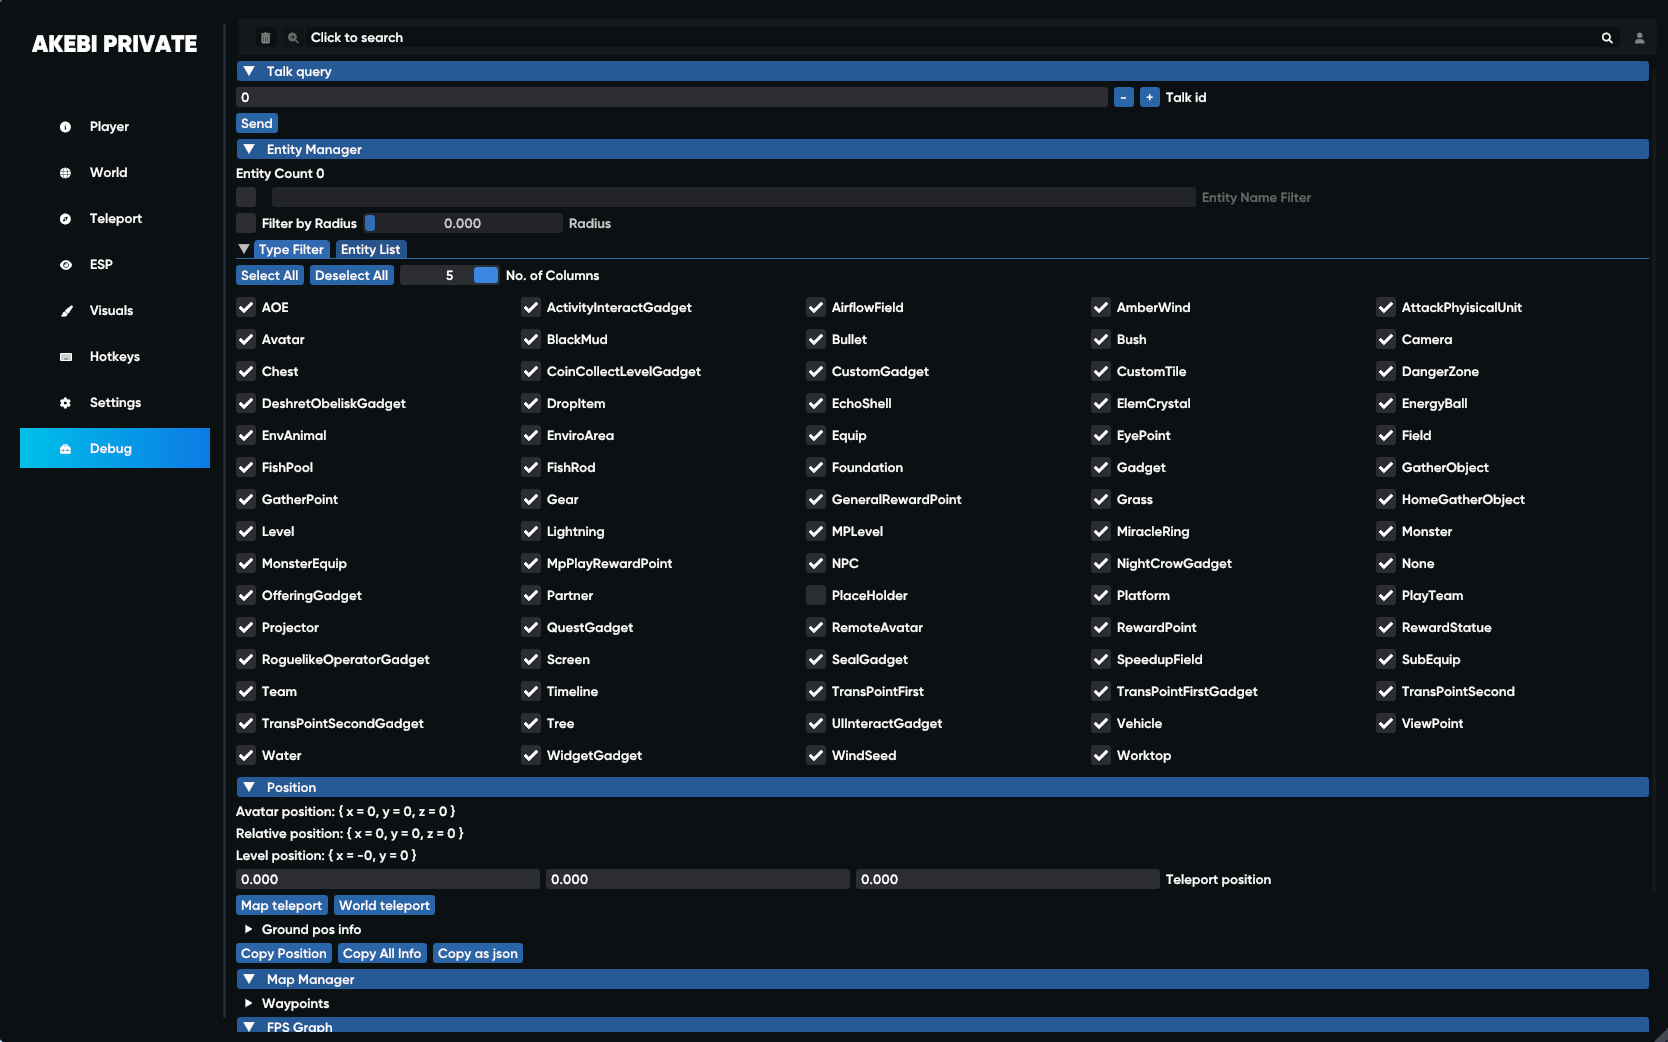 AKEBI PRIVATE
Player
World
Teleport
ESP
Visuals
Hotkeys
Settings
Debug
Click to search
Talk query
0 - + Talk id
Send
Entity Manager
Entity Count 0
Entity Name Filter
Filter by Radius 0.000 Radius
Type Filter Entity List
Select All Deselect All 5 No. of Columns
AOE ActivityInteractGadget AirflowField AmberWind AttackPhyisicalUnit
Avatar BlackMud Bullet Bush Camera
Chest CoinCollectLevelGadget CustomGadget CustomTile DangerZone
DeshretObeliskGadget DropItem EchoShell ElemCrystal EnergyBall
EnvAnimal EnviroArea Equip EyePoint Field
FishPool FishRod Foundation Gadget GatherObject
GatherPoint Gear GeneralRewardPoint Grass HomeGatherObject
Level Lightning MPLevel MiracleRing Monster
MonsterEquip MpPlayRewardPoint NPC NightCrowGadget None
OfferingGadget Partner PlaceHolder Platform PlayTeam
Projector QuestGadget RemoteAvatar RewardPoint RewardStatue
RoguelikeOperatorGadget Screen SealGadget SpeedupField SubEquip
Team Timeline TransPointFirst TransPointFirstGadget TransPointSecond
TransPointSecondGadget Tree UIInteractGadget Vehicle ViewPoint
Water WidgetGadget WindSeed Worktop
Position
Avatar position: { x = 0, y = 0, z = 0 }
Relative position: { x = 0, y = 0, z = 0 }
Level position: { x = -0, y = 0 }
0.000 0.000 0.000 Teleport position
Map teleport World teleport
Ground pos info
Copy Position Copy All Info Copy as json
Map Manager
Waypoints
FPS Graph